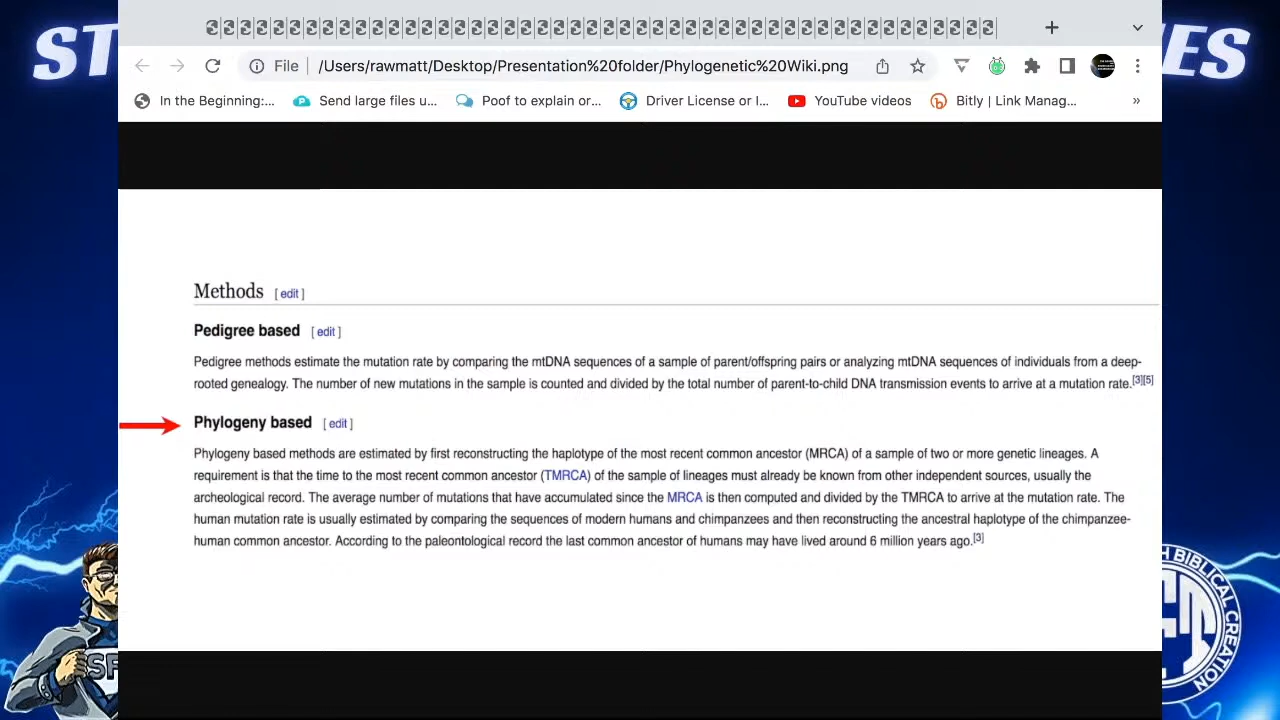 ST
IES
File /Users/rawmatt/Desktop/Presentation%20folder/Phylogenetic%20Wiki.png
In the Beginning:... Send large files u... Poof to explain or... Driver License or I... YouTube videos Bitly | Link Manag... »
Methods [ edit ]
Pedigree based [ edit ]
Pedigree methods estimate the mutation rate by comparing the mtDNA sequences of a sample of parent/offspring pairs or analyzing mtDNA sequences of individuals from a deep-
rooted genealogy. The number of new mutations in the sample is counted and divided by the total number of parent-to-child DNA transmission events to arrive at a mutation rate.[3][5]
Phylogeny based [ edit ]
Phylogeny based methods are estimated by first reconstructing the haplotype of the most recent common ancestor (MRCA) of a sample of two or more genetic lineages. A
requirement is that the time to the most recent common ancestor (TMRCA) of the sample of lineages must already be known from other independent sources, usually the
archeological record. The average number of mutations that have accumulated since the MRCA is then computed and divided by the TMRCA to arrive at the mutation rate. The
human mutation rate is usually estimated by comparing the sequences of modern humans and chimpanzees and then reconstructing the ancestral haplotype of the chimpanzee-
human common ancestor. According to the paleontological record the last common ancestor of humans may have lived around 6 million years ago.[3]
SF
BIBLICAL CREATION